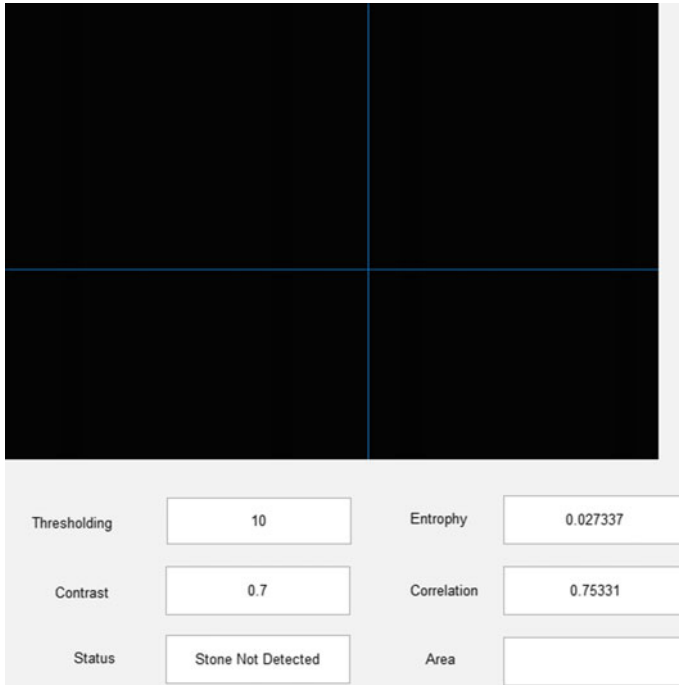 Thresholding 10 Entrophy 0.027337
Contrast 0.7 Correlation 0.75331
Status Stone Not Detected Area